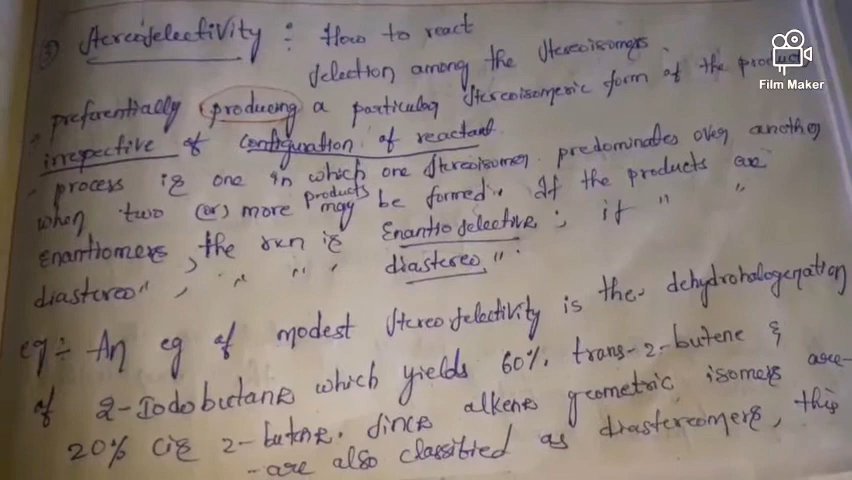 ③ Stereoselectivity : How to react
selection among the stereoisomers.
Film Maker
preferentially producing a particular stereoisomeric form of the product
irrespective of configuration of reactant.
process is one in which one stereoisomer predominates over another
when two (or) more products may be formed. If the products are
enantiomers, the rxn is enantioselective ; if " "
diastereo", " " ' diastereo ".
eg ÷ An eg of modest stereoselectivity is the dehydrohalogenation
of 2-Iodobutane which yields 60% trans-2-butene &
20% cis 2-butene. since alkene geometric isomers are-
-are also classified as diastereomers, this